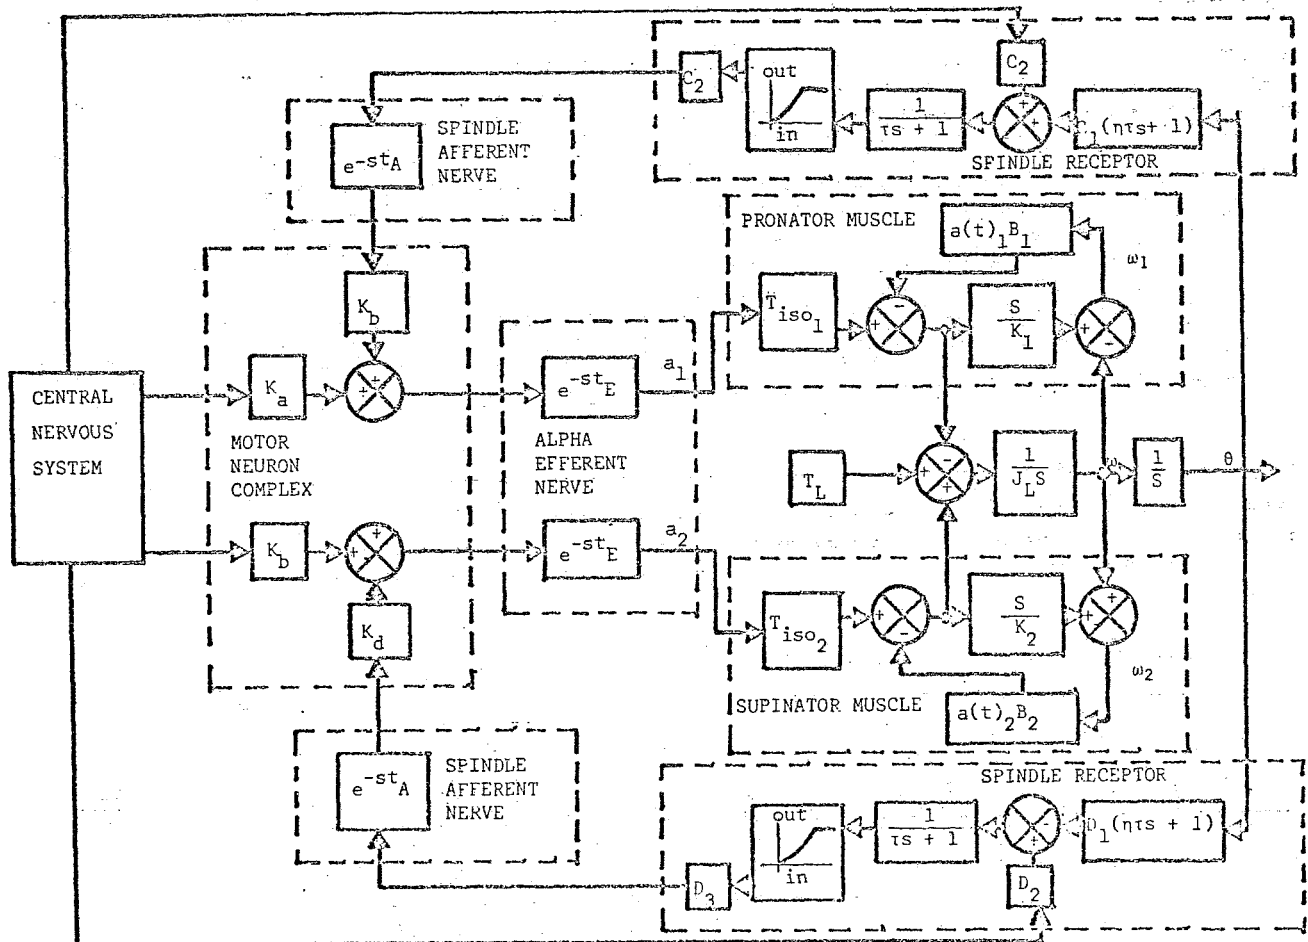 C2
out
in
C2
1
τs + 1
C1(ητs + 1)
SPINDLE RECEPTOR
SPINDLE
AFFERENT
NERVE
e-stA
PRONATOR MUSCLE
a(t)1B1
ω1
Tiso1
-
+
S
K1
+
-
Kb
Ka
+
+
e-stE
a1
CENTRAL
NERVOUS
SYSTEM
MOTOR
NEURON
COMPLEX
ALPHA
EFFERENT
NERVE
TL
+
-
+
1
JLS
ω
1
S
θ
Kb
+
+
Kd
e-stE
a2
Tiso2
+
-
S
K2
+
+
ω2
SUPINATOR MUSCLE
a(t)2B2
SPINDLE
AFFERENT
NERVE
e-stA
SPINDLE RECEPTOR
out
in
1
τs + 1
-
+
D1(ητs + 1)
D3
D2